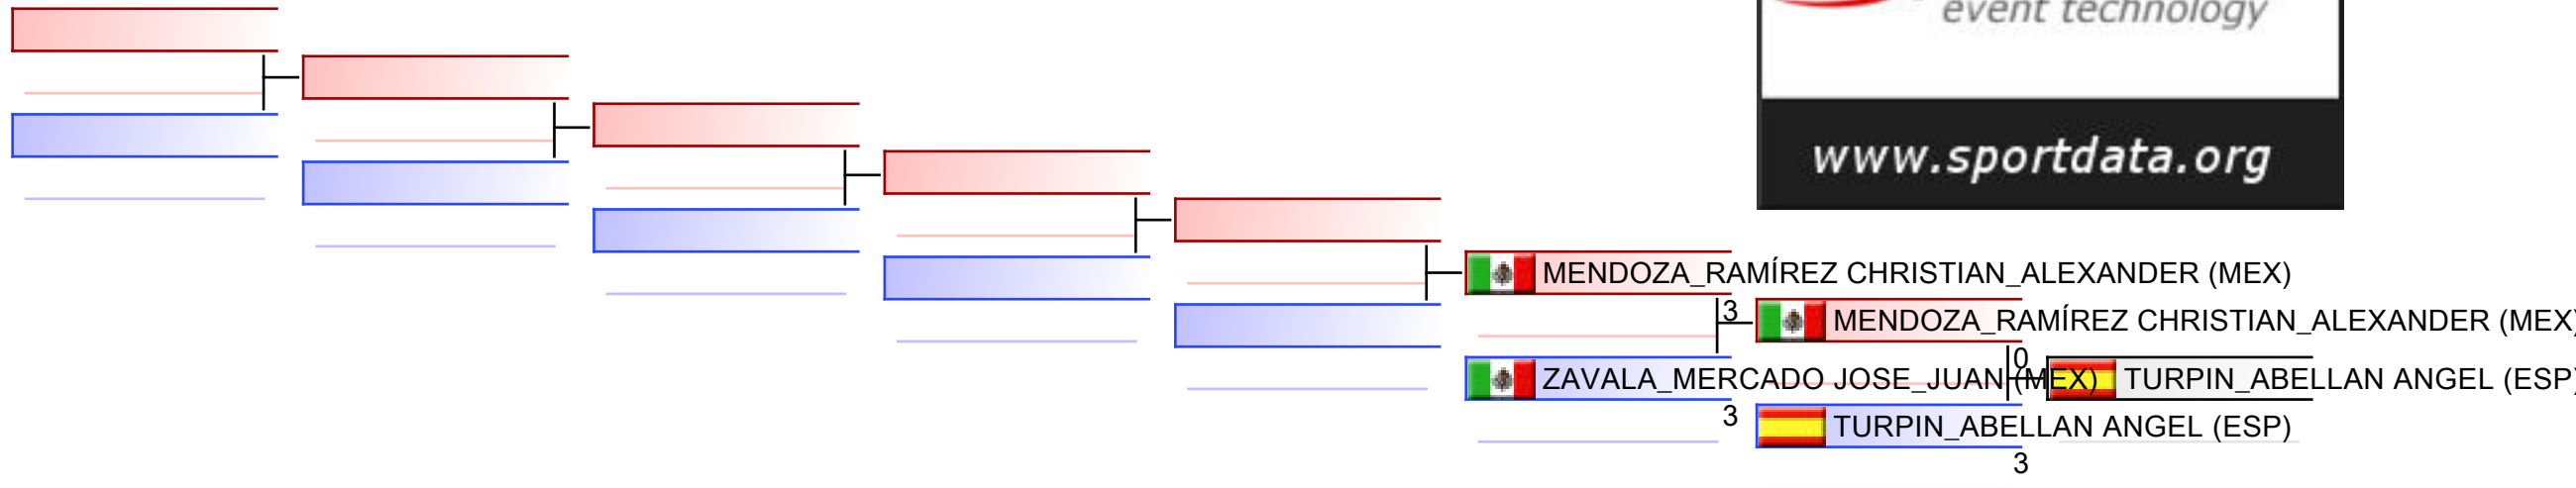 event technology
www.sportdata.org
MENDOZA_RAMÍREZ CHRISTIAN_ALEXANDER (MEX)
3
MENDOZA_RAMÍREZ CHRISTIAN_ALEXANDER (MEX)
0
ZAVALA_MERCADO JOSE_JUAN (MEX)
TURPIN_ABELLAN ANGEL (ESP)
3
TURPIN_ABELLAN ANGEL (ESP)
3